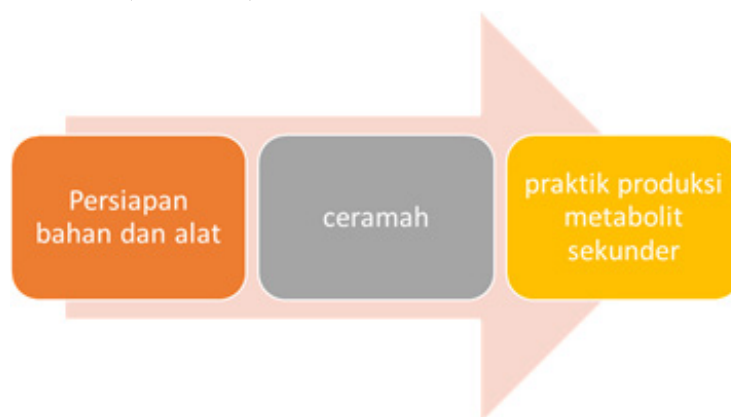 Persiapan
bahan dan alat
ceramah
praktik produksi
metabolit
sekunder